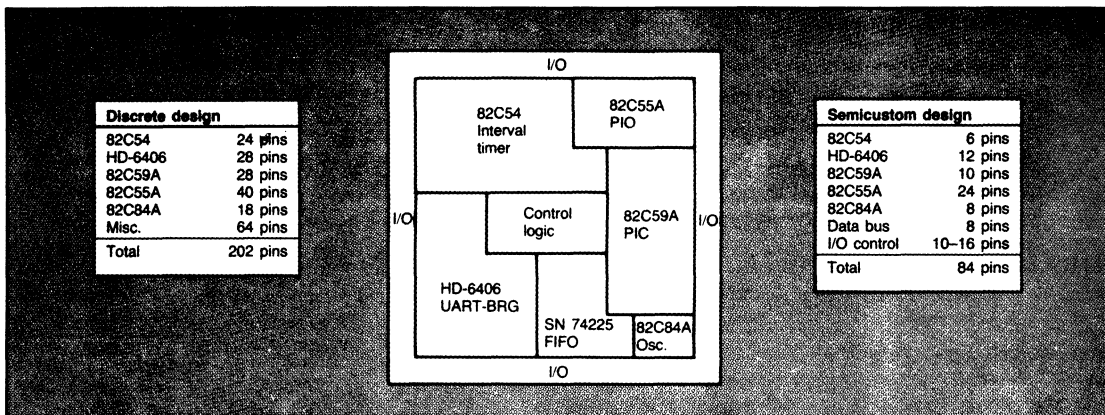 Discrete design
82C54 24 pins
HD-6406 28 pins
82C59A 28 pins
82C55A 40 pins
82C84A 18 pins
Misc. 64 pins
Total 202 pins
I/O
82C54
Interval
timer
82C55A
PIO
I/O
Control
logic
82C59A
PIC
I/O
HD-6406
UART-BRG
SN 74225
FIFO
82C84A
Osc.
I/O
Semicustom design
82C54 6 pins
HD-6406 12 pins
82C59A 10 pins
82C55A 24 pins
82C84A 8 pins
Data bus 8 pins
I/O control 10–16 pins
Total 84 pins